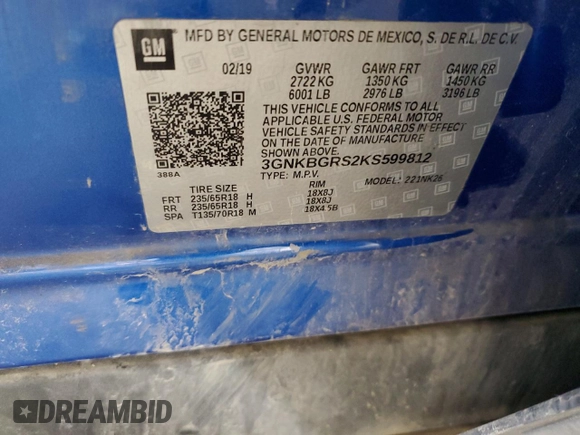 GM
MFD BY GENERAL MOTORS DE MEXICO, S. DE R.L. DE C.V.
02/19 GVWR GAWR FRT GAWR RR
2722 KG 1350 KG 1450 KG
6001 LB 2976 LB 3196 LB
THIS VEHICLE CONFORMS TO ALL
APPLICABLE U.S. FEDERAL MOTOR
VEHICLE SAFETY STANDARDS IN EFFECT
ON THE DATE OF MANUFACTURE SHOWN
ABOVE.
3GNKBGRS2KS599812
388A TYPE: M.P.V. MODEL: 221NK26
TIRE SIZE RIM
FRT 235/65R18 H 18X8J
RR 235/65R18 H 18X8J
SPA T135/70R18 M 18X4.5B
DREAMBID